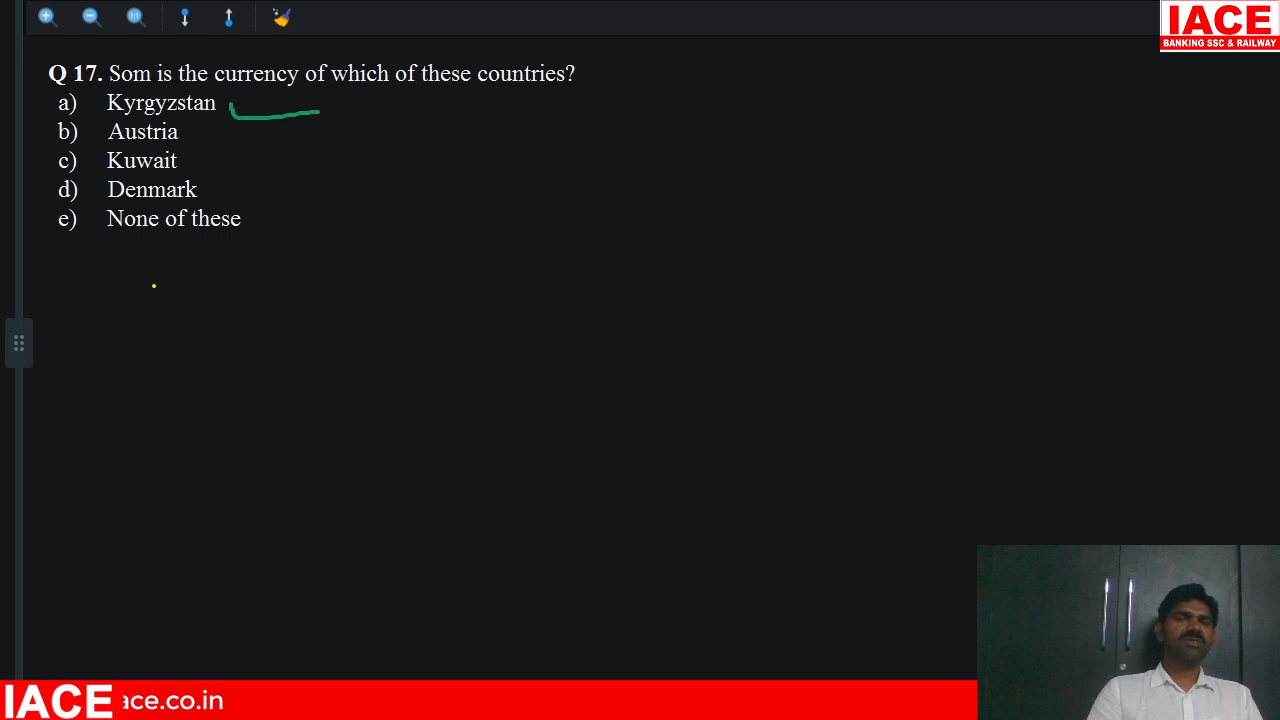 IACE
BANKING SSC & RAILWAY
Q 17. Som is the currency of which of these countries?
a) Kyrgyzstan
b) Austria
c) Kuwait
d) Denmark
e) None of these
IACE
ace.co.in